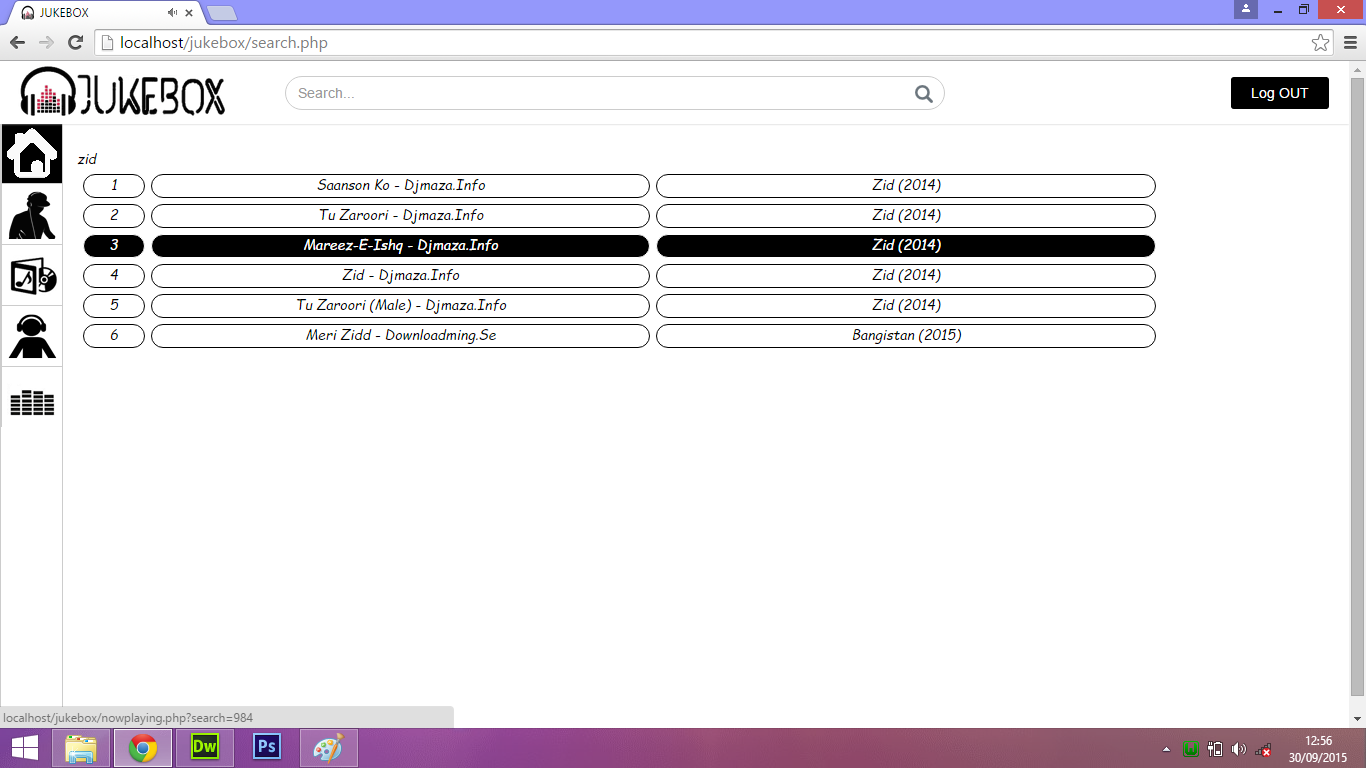 JUKEBOX
localhost/jukebox/search.php
JUKEBOX
Search...
Log OUT
zid
1 Saanson Ko - Djmaza.Info Zid (2014)
2 Tu Zaroori - Djmaza.Info Zid (2014)
3 Mareez-E-Ishq - Djmaza.Info Zid (2014)
4 Zid - Djmaza.Info Zid (2014)
5 Tu Zaroori (Male) - Djmaza.Info Zid (2014)
6 Meri Zidd - Downloadming.Se Bangistan (2015)
localhost/jukebox/nowplaying.php?search=984
Dw
Ps
12:56
30/09/2015